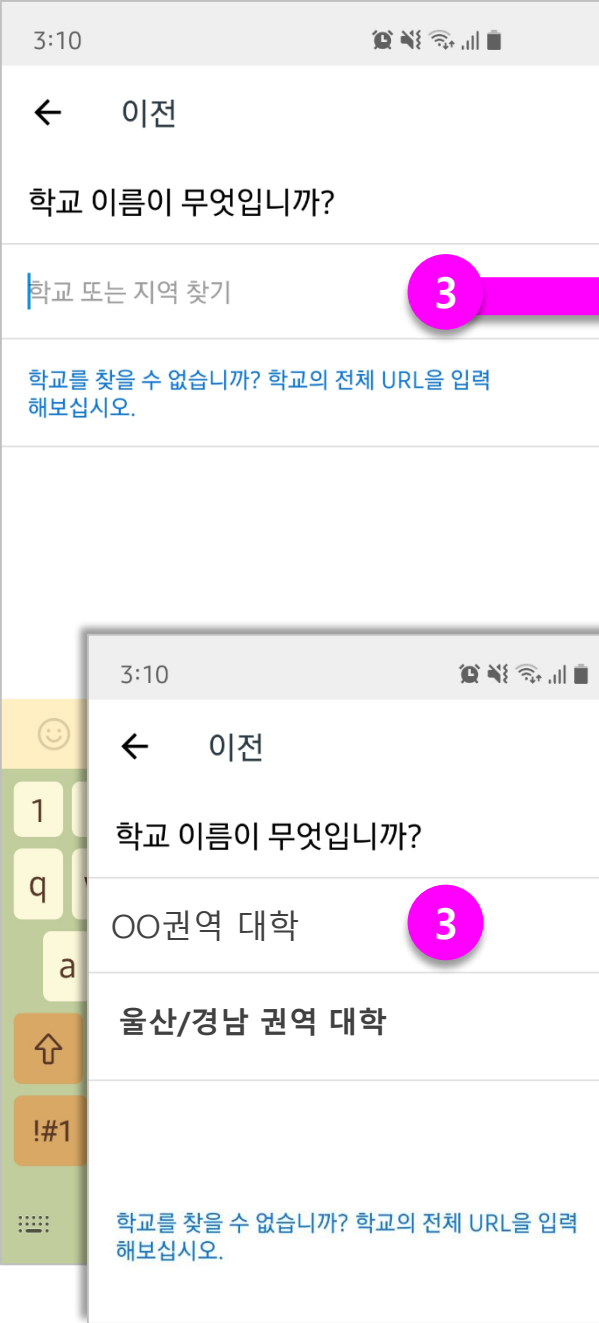 3:10
이전
학교 이름이 무엇입니까?
학교 또는 지역 찾기
3
학교를 찾을 수 없습니까? 학교의 전체 URL을 입력
해보십시오.
3:10
이전
학교 이름이 무엇입니까?
OO권역 대학
3
울산/경남 권역 대학
학교를 찾을 수 없습니까? 학교의 전체 URL을 입력
해보십시오.
1
q
a
!#1